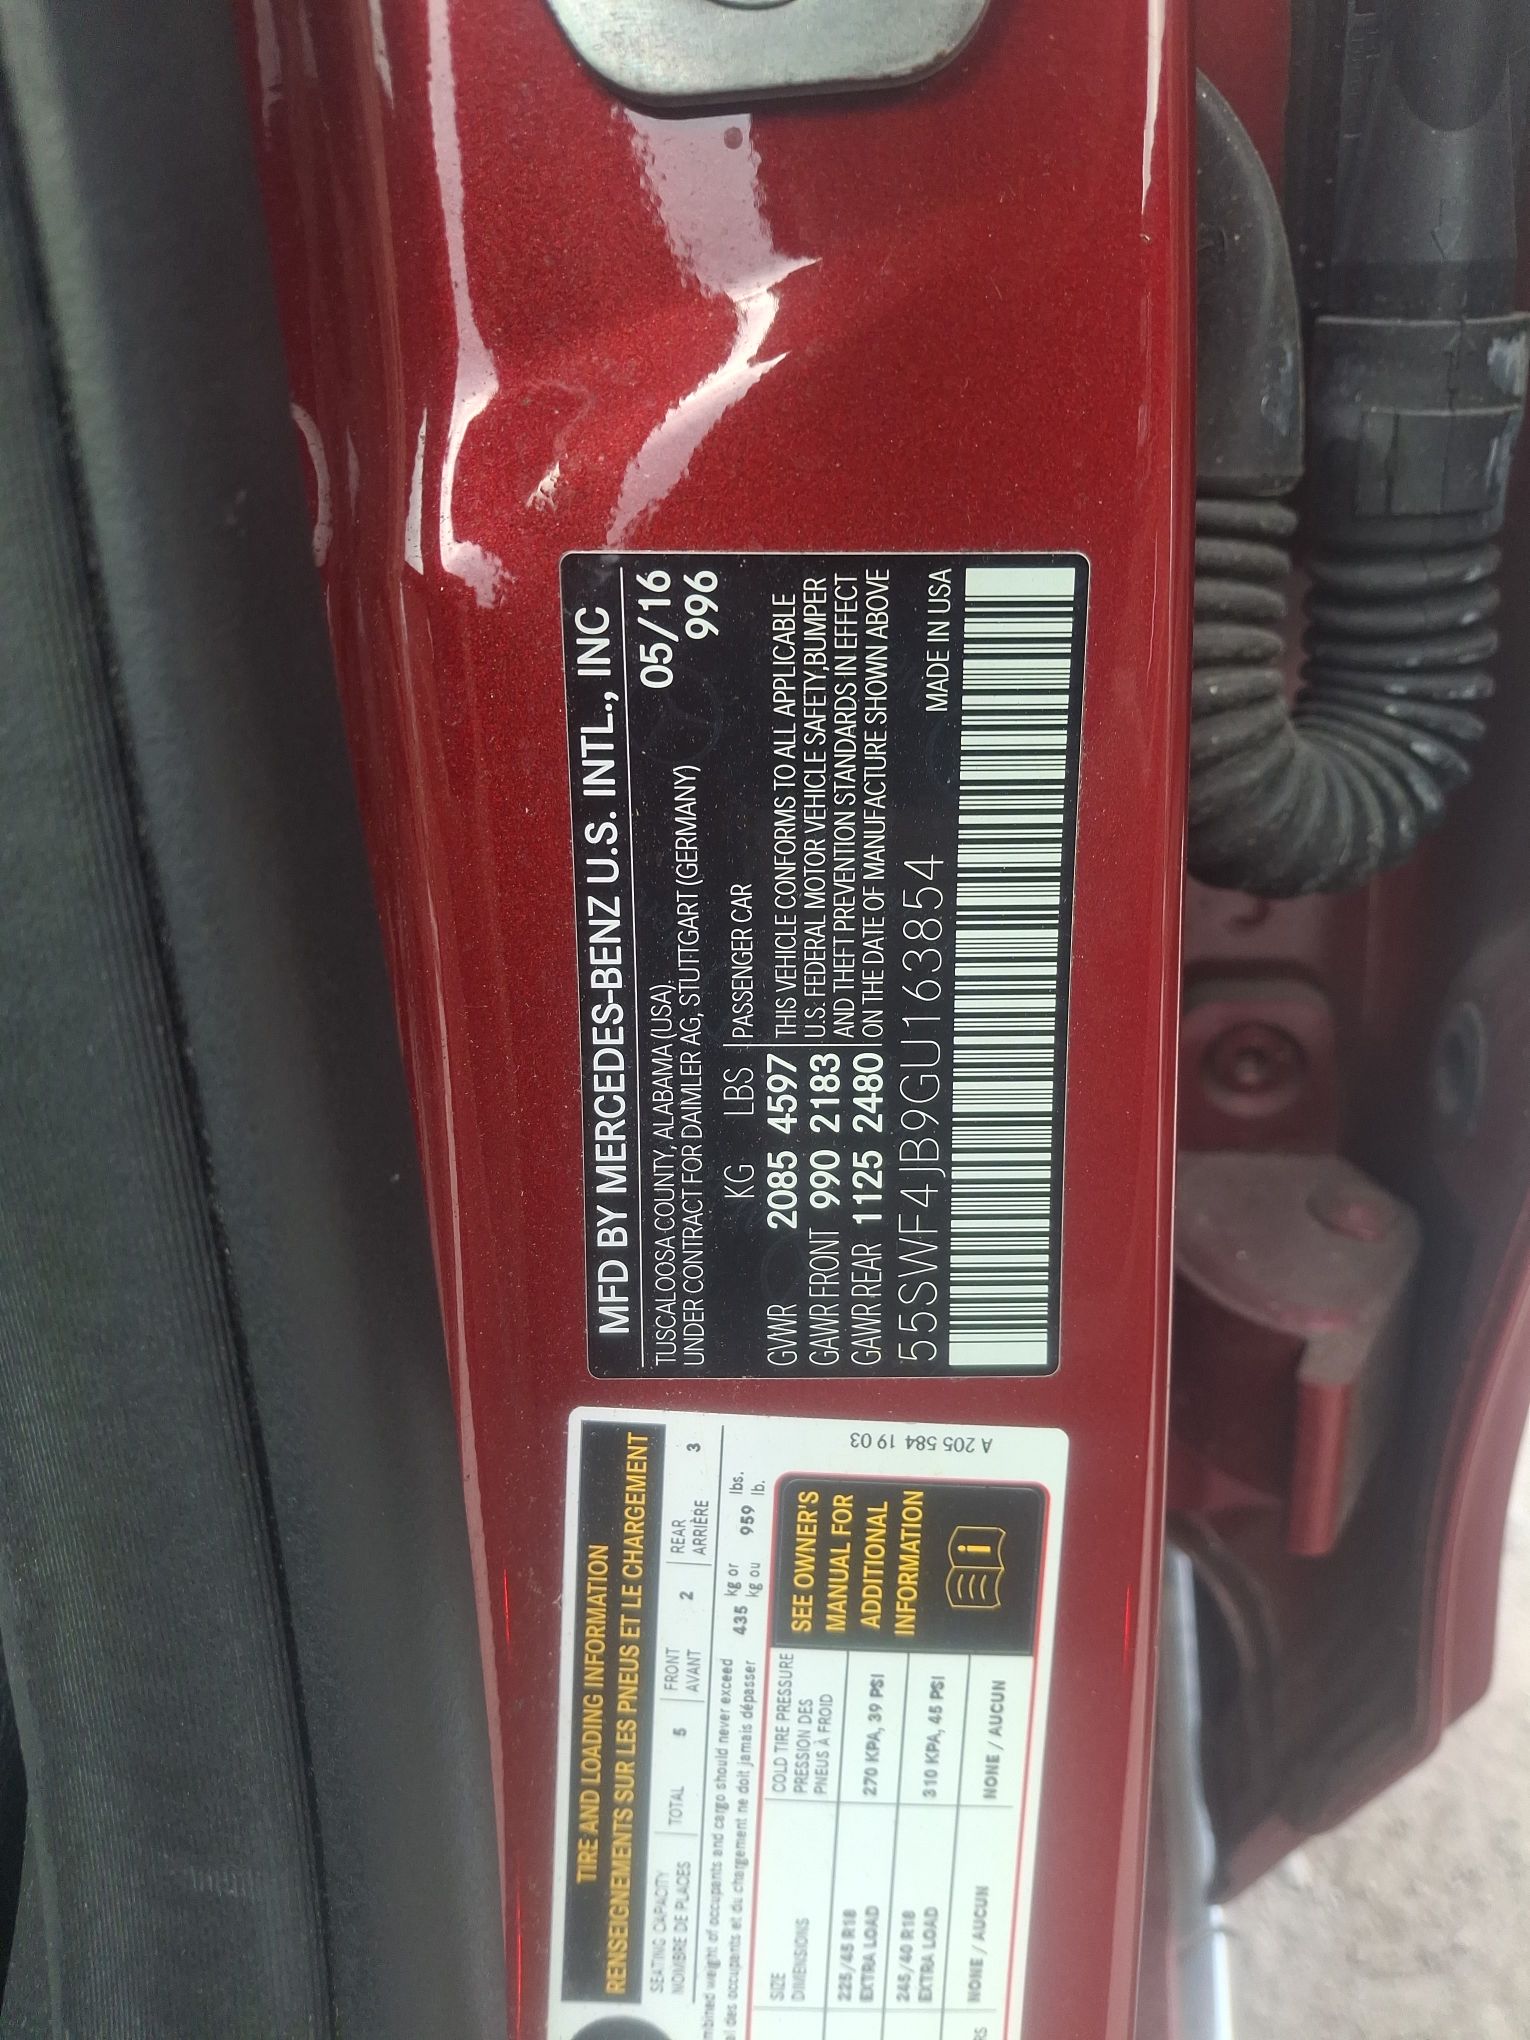 MFD BY MERCEDES-BENZ U.S. INTL., INC
TUSCALOOSA COUNTY, ALABAMA (USA), 05/16
UNDER CONTRACT FOR DAIMLER AG, STUTTGART (GERMANY) 996
KG LBS PASSENGER CAR
GVWR 2085 4597 THIS VEHICLE CONFORMS TO ALL APPLICABLE
GAWR FRONT 990 2183 U.S. FEDERAL MOTOR VEHICLE SAFETY,BUMPER
GAWR REAR 1125 2480 AND THEFT PREVENTION STANDARDS IN EFFECT
ON THE DATE OF MANUFACTURE SHOWN ABOVE
55SWF4JB9GU163854 MADE IN USA
TIRE AND LOADING INFORMATION
RENSEIGNEMENTS SUR LES PNEUS ET LE CHARGEMENT
SEATING CAPACITY TOTAL 5 FRONT 2 REAR 3
NOMBRE DE PLACES AVANT ARRIÈRE
weight of occupants and cargo should never exceed 435 kg or 959 lbs.
des occupants et du chargement ne doit jamais dépasser kg ou lb.
SIZE COLD TIRE PRESSURE
DIMENSIONS PRESSION DES
PNEUS À FROID
225/45 R18 270 KPA, 39 PSI
EXTRA LOAD
245/40 R18 310 KPA, 45 PSI
EXTRA LOAD
NONE / AUCUN NONE / AUCUN
SEE OWNER'S
MANUAL FOR
ADDITIONAL
INFORMATION
i
A 205 584 19 03